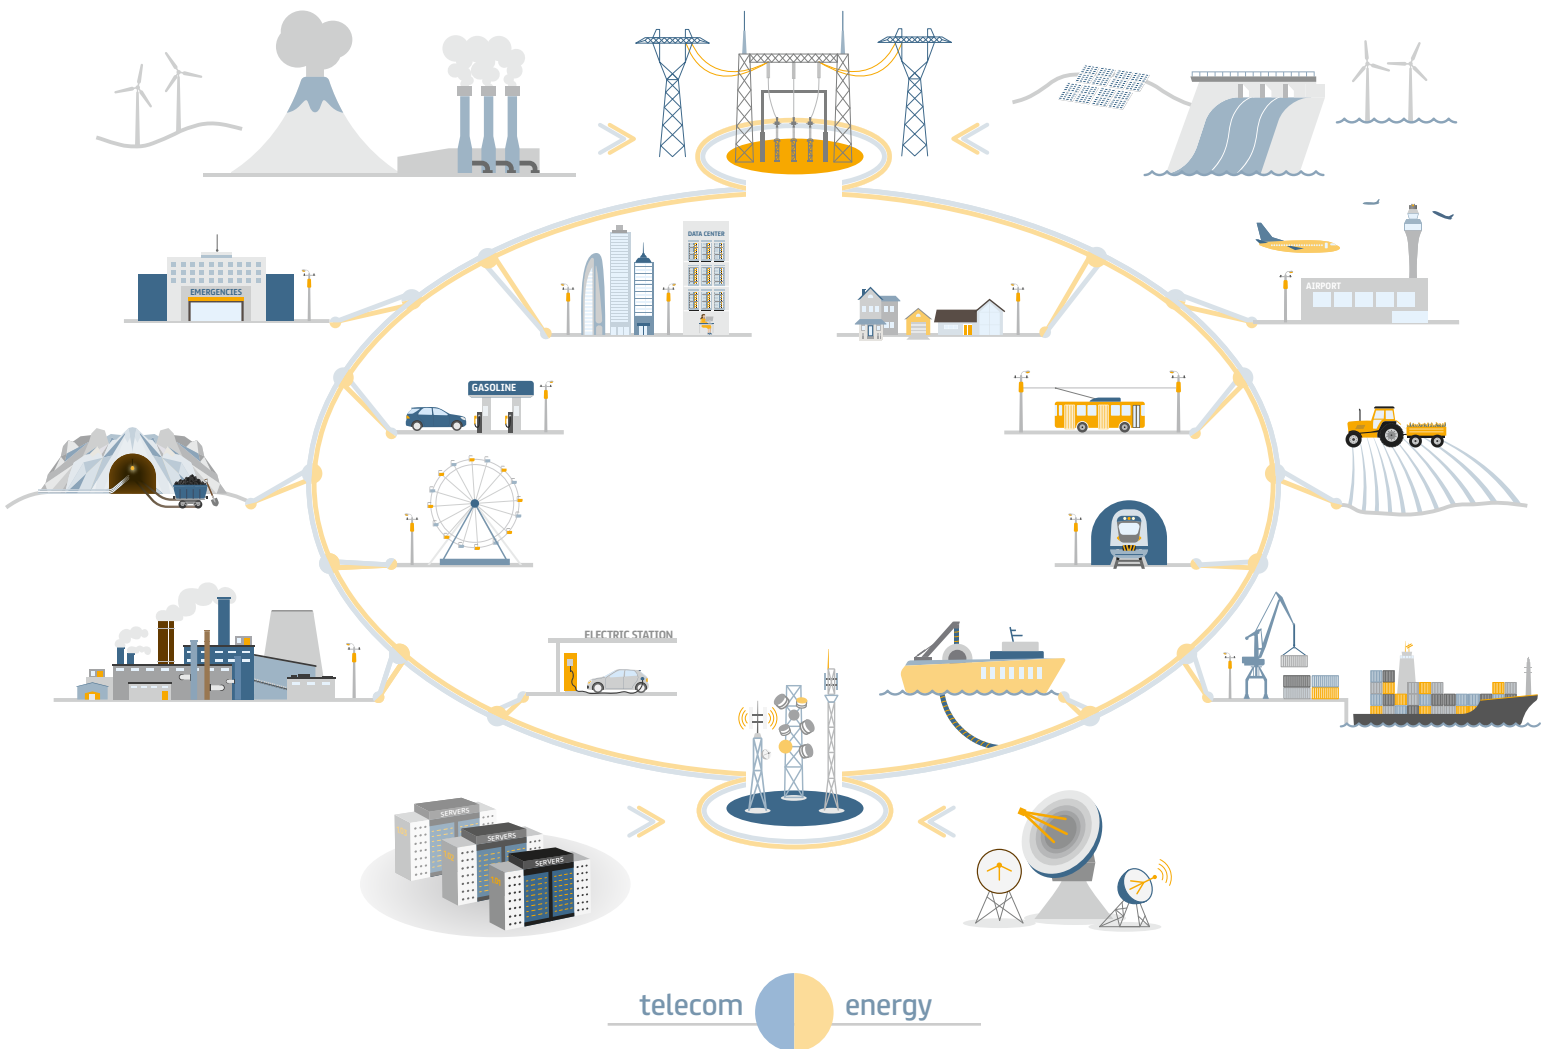 DATA CENTER
EMERGENCIES
AIRPORT
GASOLINE
ELECTRIC STATION
SERVERS
SERVERS
SERVERS
telecom energy